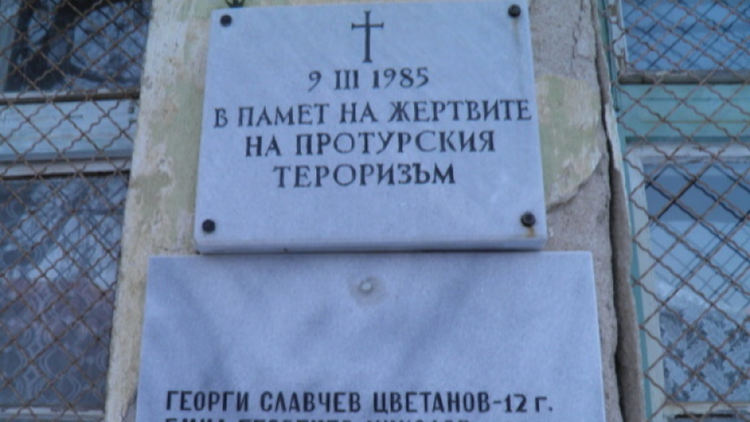 9 III 1985
В ПАМЕТ НА ЖЕРТВИТЕ
НА ПРОТУРСКИЯ
ТЕРОРИЗЪМ
ГЕОРГИ СЛАВЧЕВ ЦВЕТАНОВ-12 г.